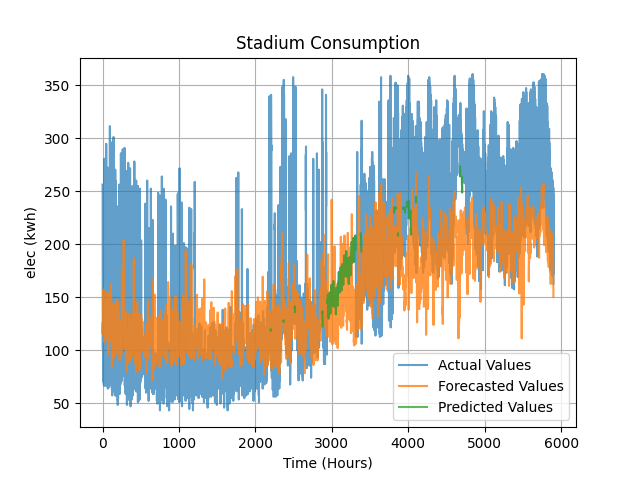 Stadium Consumption
elec (kwh)
350
300
250
200
150
100
50
0
1000
2000
3000
4000
5000
6000
Time (Hours)
Actual Values
Forecasted Values
Predicted Values